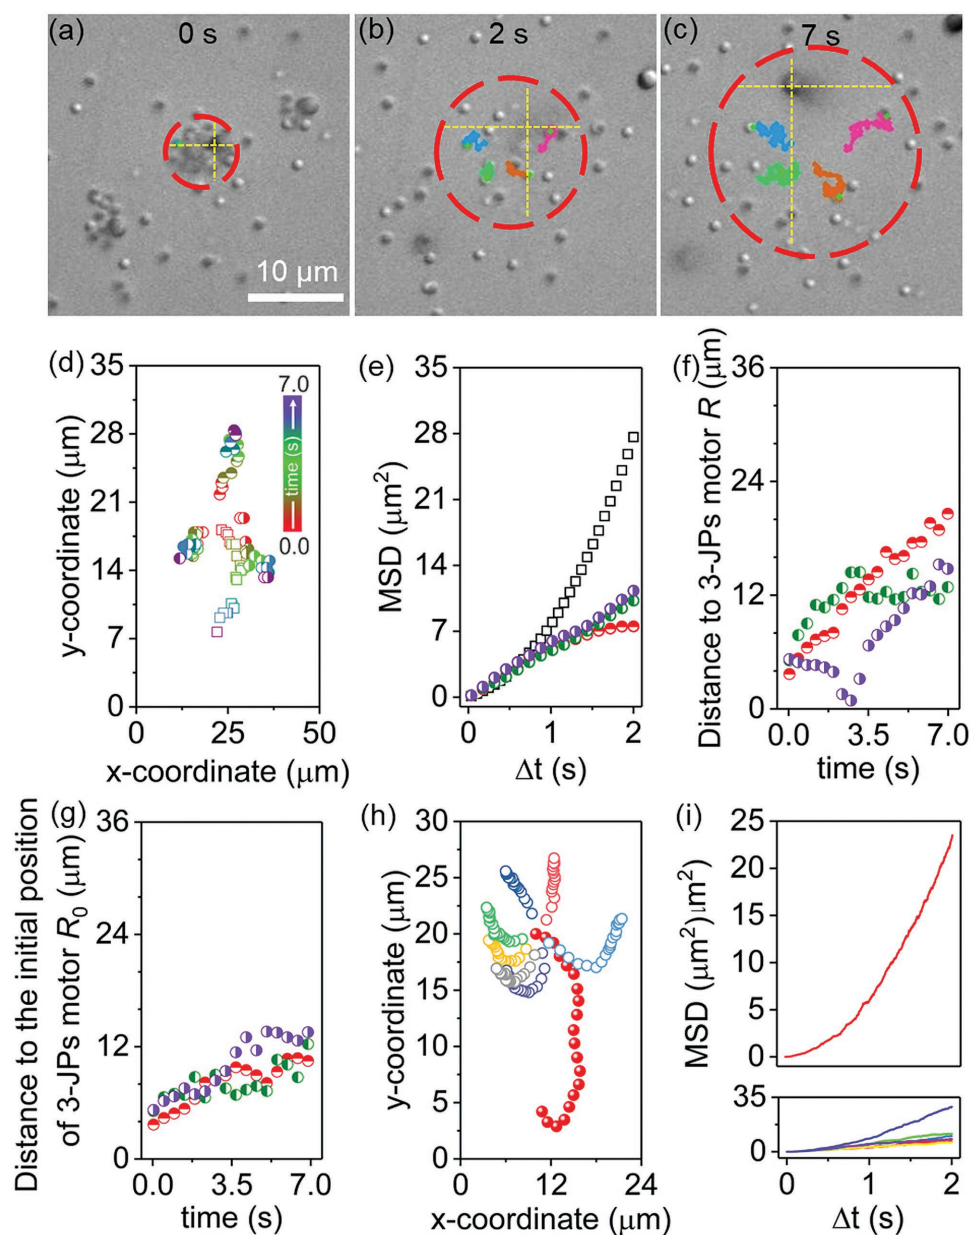 (a) 0 s
10 μm
(b) 2 s
(c) 7 s
(d)
y-coordinate (μm)
35
28
21
14
7
0
7.0
time (s)
0.0
0 25 50
x-coordinate (μm)
(e)
MSD (μm²)
35
28
21
14
7
0
0 1 2
Δt (s)
(f)
Distance to 3-JPs motor R (μm)
36
24
12
0
0.0 3.5 7.0
time (s)
(g)
Distance to the initial position
of 3-JPs motor R₀ (μm)
36
24
12
0
0.0 3.5 7.0
time (s)
(h)
y-coordinate (μm)
30
25
20
15
10
5
0
0 12 24
x-coordinate (μm)
(i)
MSD (μm²)μm²)
25
20
15
10
5
0
35
0
0 1 2
Δt (s)